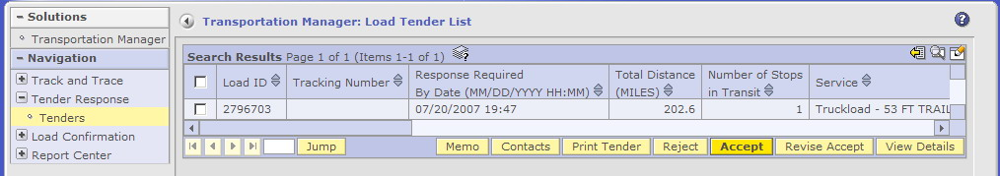 Solutions
Transportation Manager
Navigation
Track and Trace
Tender Response
Tenders
Load Confirmation
Report Center
Transportation Manager: Load Tender List
Search Results Page 1 of 1 (Items 1-1 of 1)
Load ID
Tracking Number
Response Required
By Date (MM/DD/YYYY HH:MM)
Total Distance
(MILES)
Number of Stops
in Transit
Service
2796703
07/20/2007 19:47
202.6
1
Truckload - 53 FT TRAIL
Jump
Memo
Contacts
Print Tender
Reject
Accept
Revise Accept
View Details